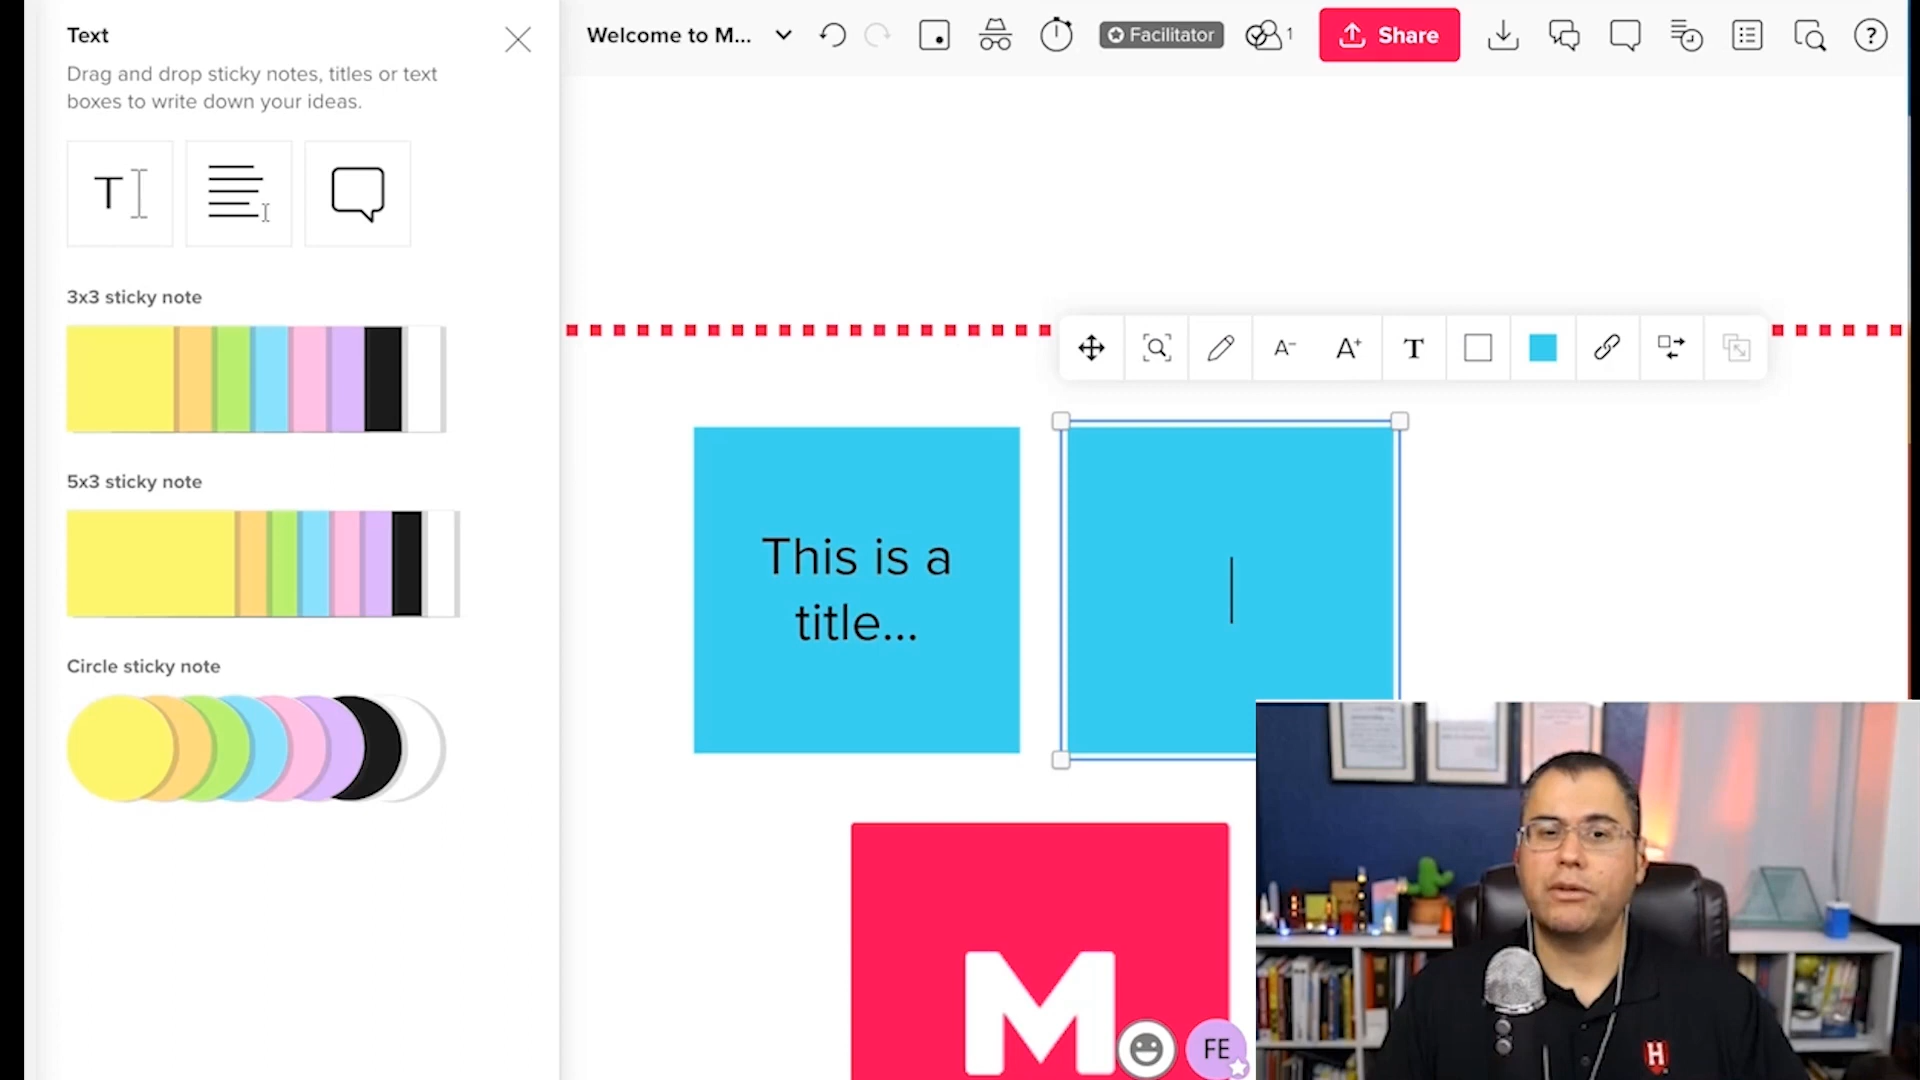 Text
Drag and drop sticky notes, titles or text
boxes to write down your ideas.
T
3x3 sticky note
5x3 sticky note
Circle sticky note
Welcome to M...
Facilitator
1
Share
?
A-
A+
T
This is a
title...
M
FE
H